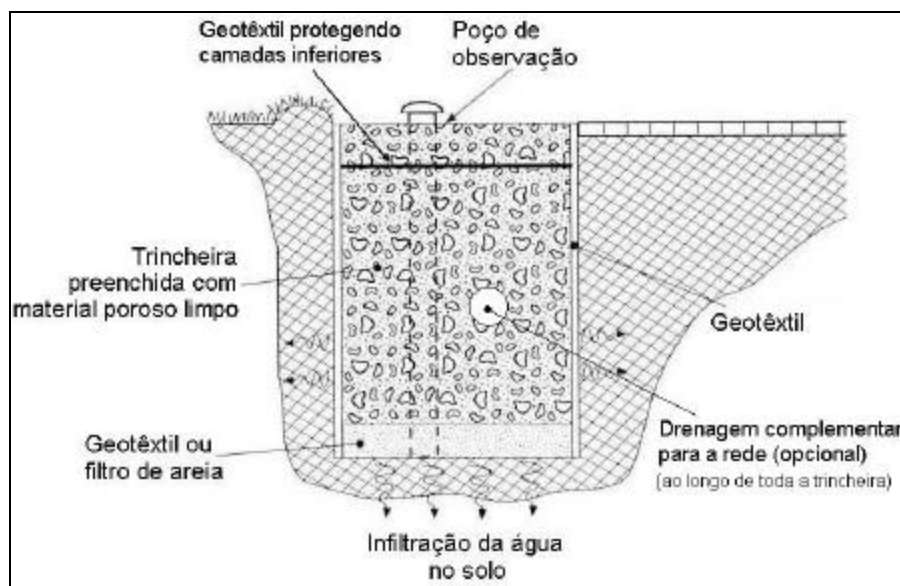 Geotêxtil protegendo
camadas inferiores
Poço de
observação
Trincheira
preenchida com
material poroso limpo
Geotêxtil
Geotêxtil ou
filtro de areia
Drenagem complementar
para a rede (opcional)
(ao longo de toda a trincheira)
Infiltração da água
no solo